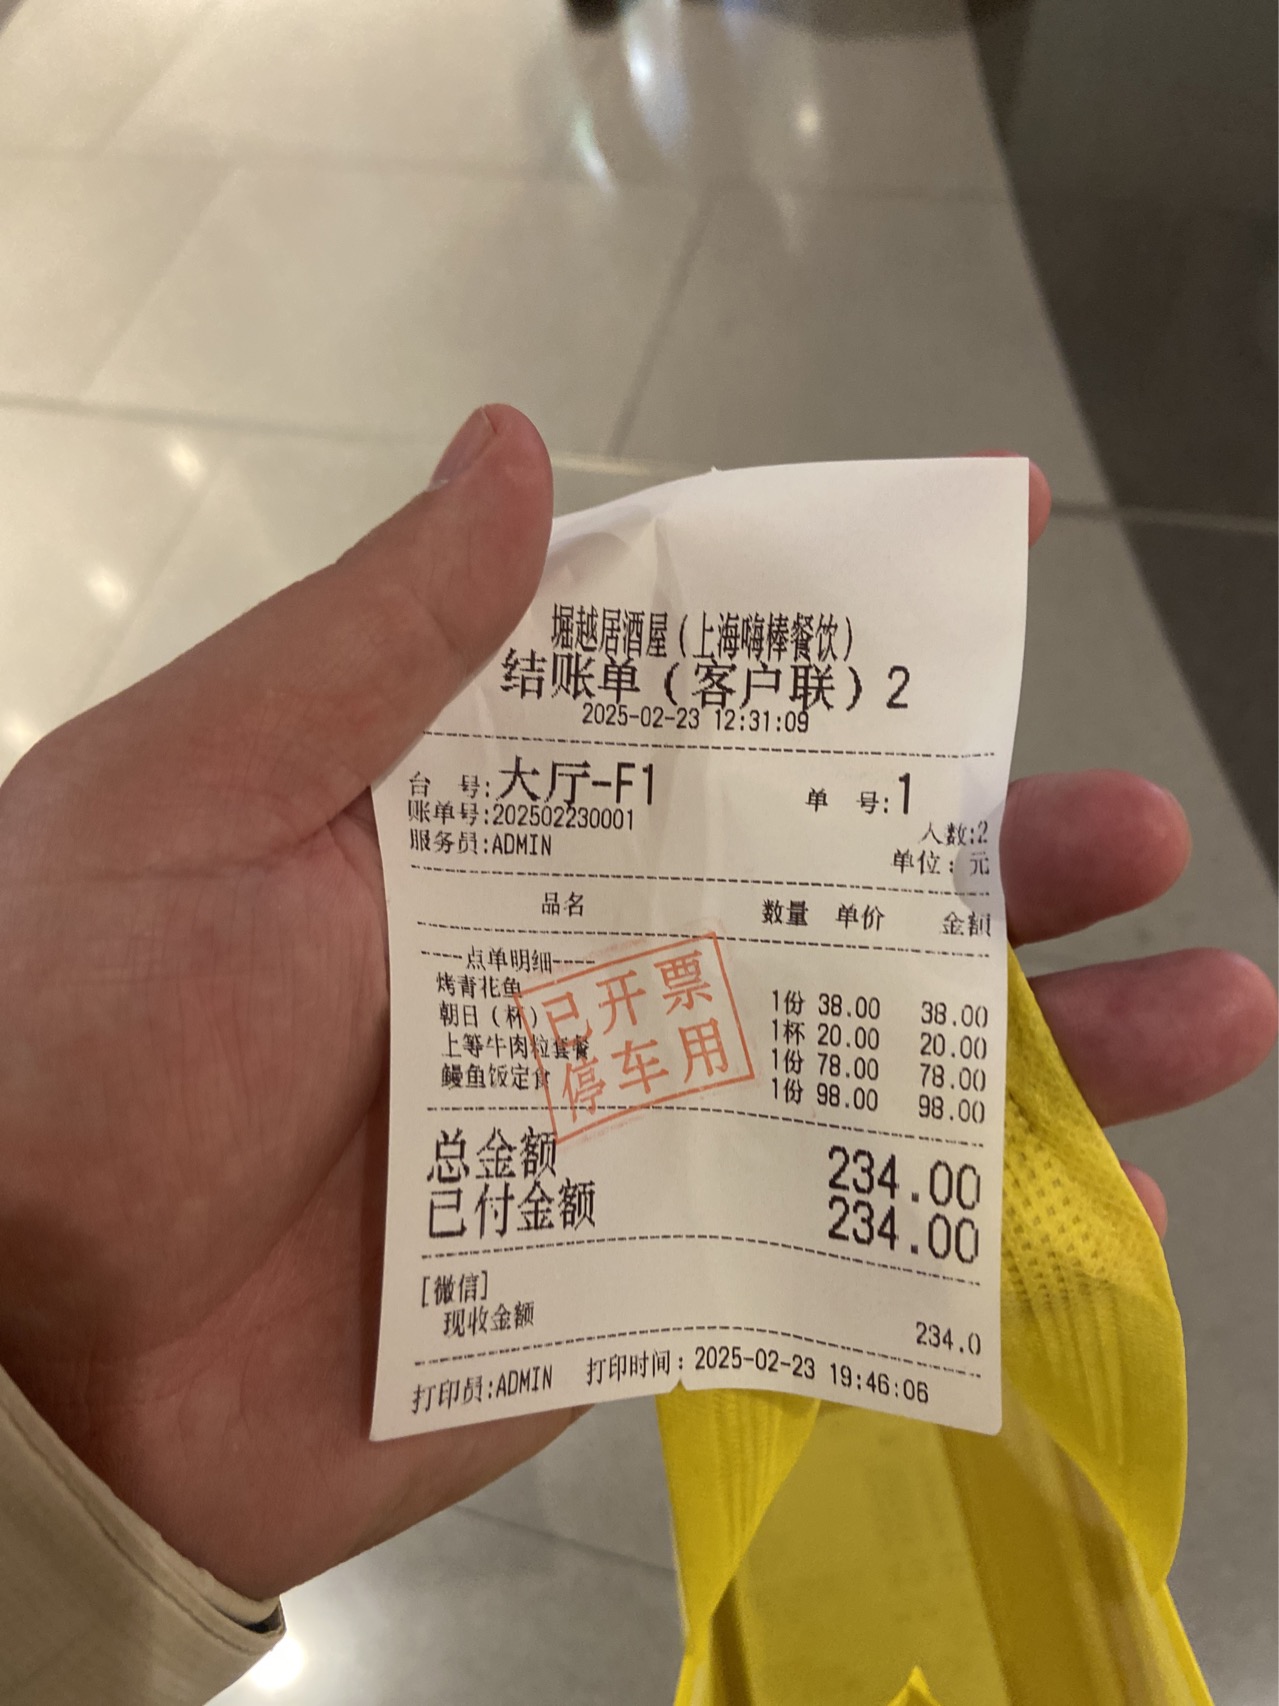 堀越居酒屋(上海嗨棒餐饮)
结账单(客户联)2
2025-02-23 12:31:09
台 号:大厅-F1 单 号:1
账单号:202502230001 人数:2
服务员:ADMIN 单位:元
品名 数量 单价 金额
----点单明细----
烤青花鱼 1份 38.00 38.00
朝日(杯) 1杯 20.00 20.00
上等牛肉粒套餐 1份 78.00 78.00
鳗鱼饭定食 1份 98.00 98.00
已开票
停车用
总金额 234.00
已付金额 234.00
[微信]
现收金额 234.0
打印员:ADMIN 打印时间:2025-02-23 19:46:06